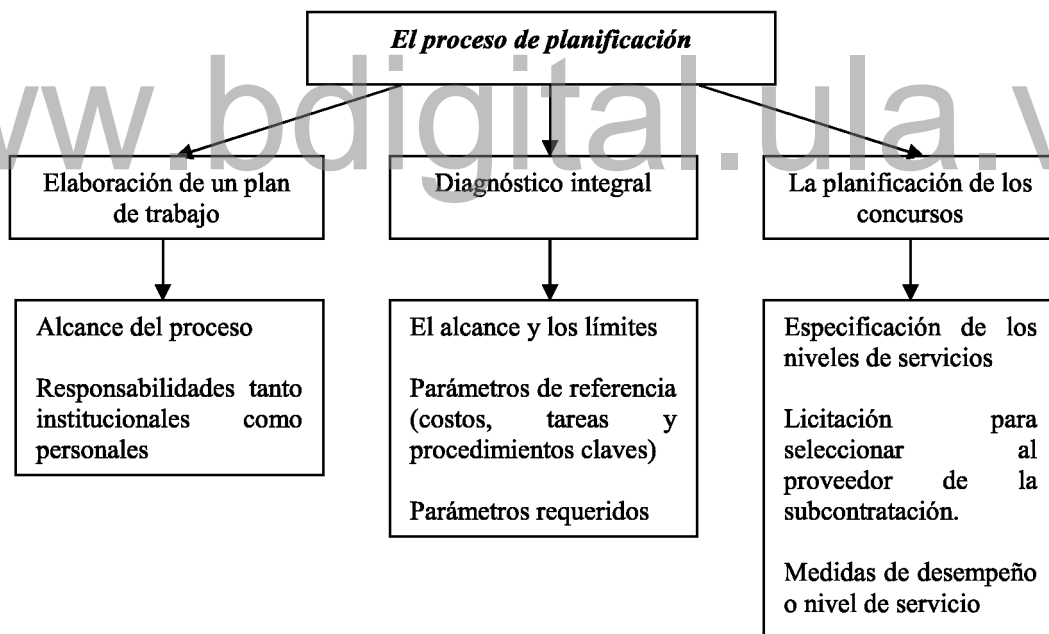 El proceso de planificación
www.bdigital.ula.v
Elaboración de un plan
de trabajo
Diagnóstico integral
La planificación de los
concursos
Alcance del proceso
Responsabilidades tanto
institucionales como
personales
El alcance y los límites
Parámetros de referencia
(costos, tareas y
procedimientos claves)
Parámetros requeridos
Especificación de los
niveles de servicios
Licitación para
seleccionar al
proveedor de la
subcontratación.
Medidas de desempeño
o nivel de servicio